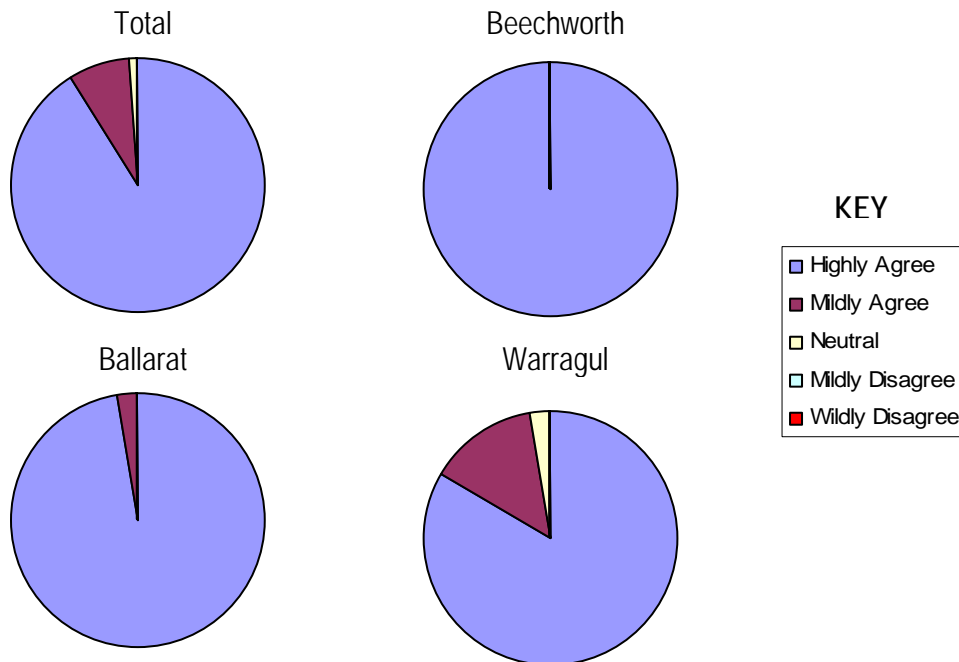 Total
Beechworth
Ballarat
Warragul
KEY
Highly Agree
Mildly Agree
Neutral
Mildly Disagree
Wildly Disagree